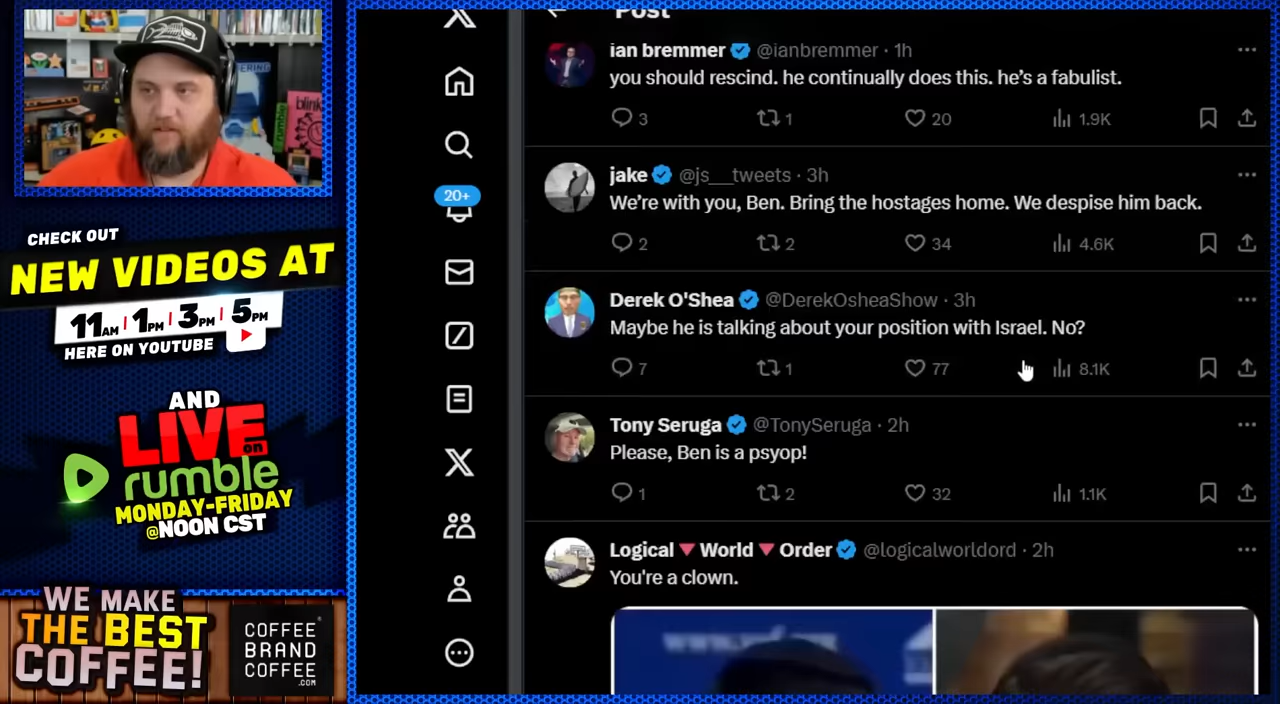 CHECK OUT
NEW VIDEOS AT
11AM | 1PM | 3PM | 5PM
HERE ON YOUTUBE
AND
LIVE on
rumble
MONDAY-FRIDAY
@NOON CST
WE MAKE
THE BEST
COFFEE!
COFFEE
BRAND
COFFEE
.COM
rumble
blink
Post
ian bremmer @ianbremmer · 1h
you should rescind. he continually does this. he’s a fabulist.
3 1 20 1.9K
20+
jake @js__tweets · 3h
We’re with you, Ben. Bring the hostages home. We despise him back.
2 2 34 4.6K
Derek O'Shea @DerekOsheaShow · 3h
Maybe he is talking about your position with Israel. No?
7 1 77 8.1K
Tony Seruga @TonySeruga · 2h
Please, Ben is a psyop!
1 2 32 1.1K
Logical 🔻 World 🔻 Order @logicalworldord · 2h
You're a clown.